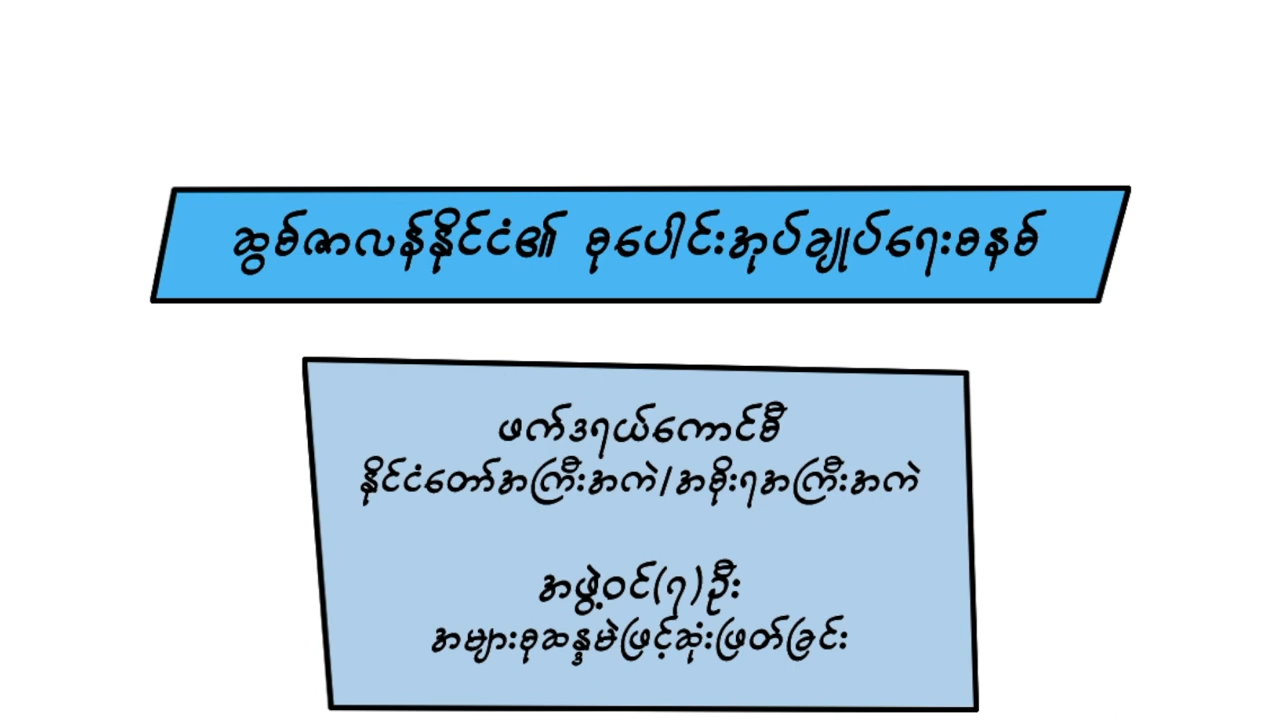 ဆွစ်ဇာလန်နိုင်ငံ၏ စုပေါင်းအုပ်ချုပ်ရေးစနစ်
ဖက်ဒရယ်ကောင်စီ
နိုင်ငံတော်အကြီးအကဲ/အစိုးရအကြီးအကဲ
အဖွဲ့ဝင်(၇)ဦး
အများစုဆန္ဒမဲဖြင့်ဆုံးဖြတ်ခြင်း